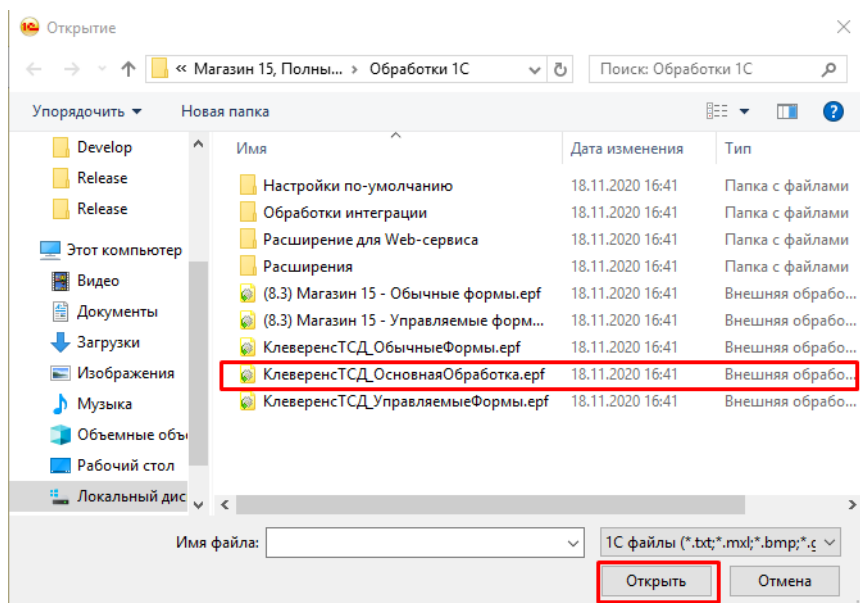 1С Открытие
« Магазин 15, Полны... › Обработки 1С Поиск: Обработки 1С
Упорядочить Новая папка ?
Имя Дата изменения Тип
Develop
Release
Release
Этот компьютер
Видео
Документы
Загрузки
Изображения
Музыка
Объемные объ
Рабочий стол
Локальный дис
Настройки по-умолчанию 18.11.2020 16:41 Папка с файлами
Обработки интеграции 18.11.2020 16:41 Папка с файлами
Расширение для Web-сервиса 18.11.2020 16:41 Папка с файлами
Расширения 18.11.2020 16:41 Папка с файлами
(8.3) Магазин 15 - Обычные формы.epf 18.11.2020 16:41 Внешняя обрабо...
(8.3) Магазин 15 - Управляемые форм... 18.11.2020 16:41 Внешняя обрабо...
КлеверенсТСД_ОбычныеФормы.epf 18.11.2020 16:41 Внешняя обрабо...
КлеверенсТСД_ОсновнаяОбработка.epf 18.11.2020 16:41 Внешняя обрабо...
КлеверенсТСД_УправляемыеФормы.epf 18.11.2020 16:41 Внешняя обрабо...
Имя файла: 1С файлы (*.txt;*.mxl;*.bmp;*.g
Открыть Отмена